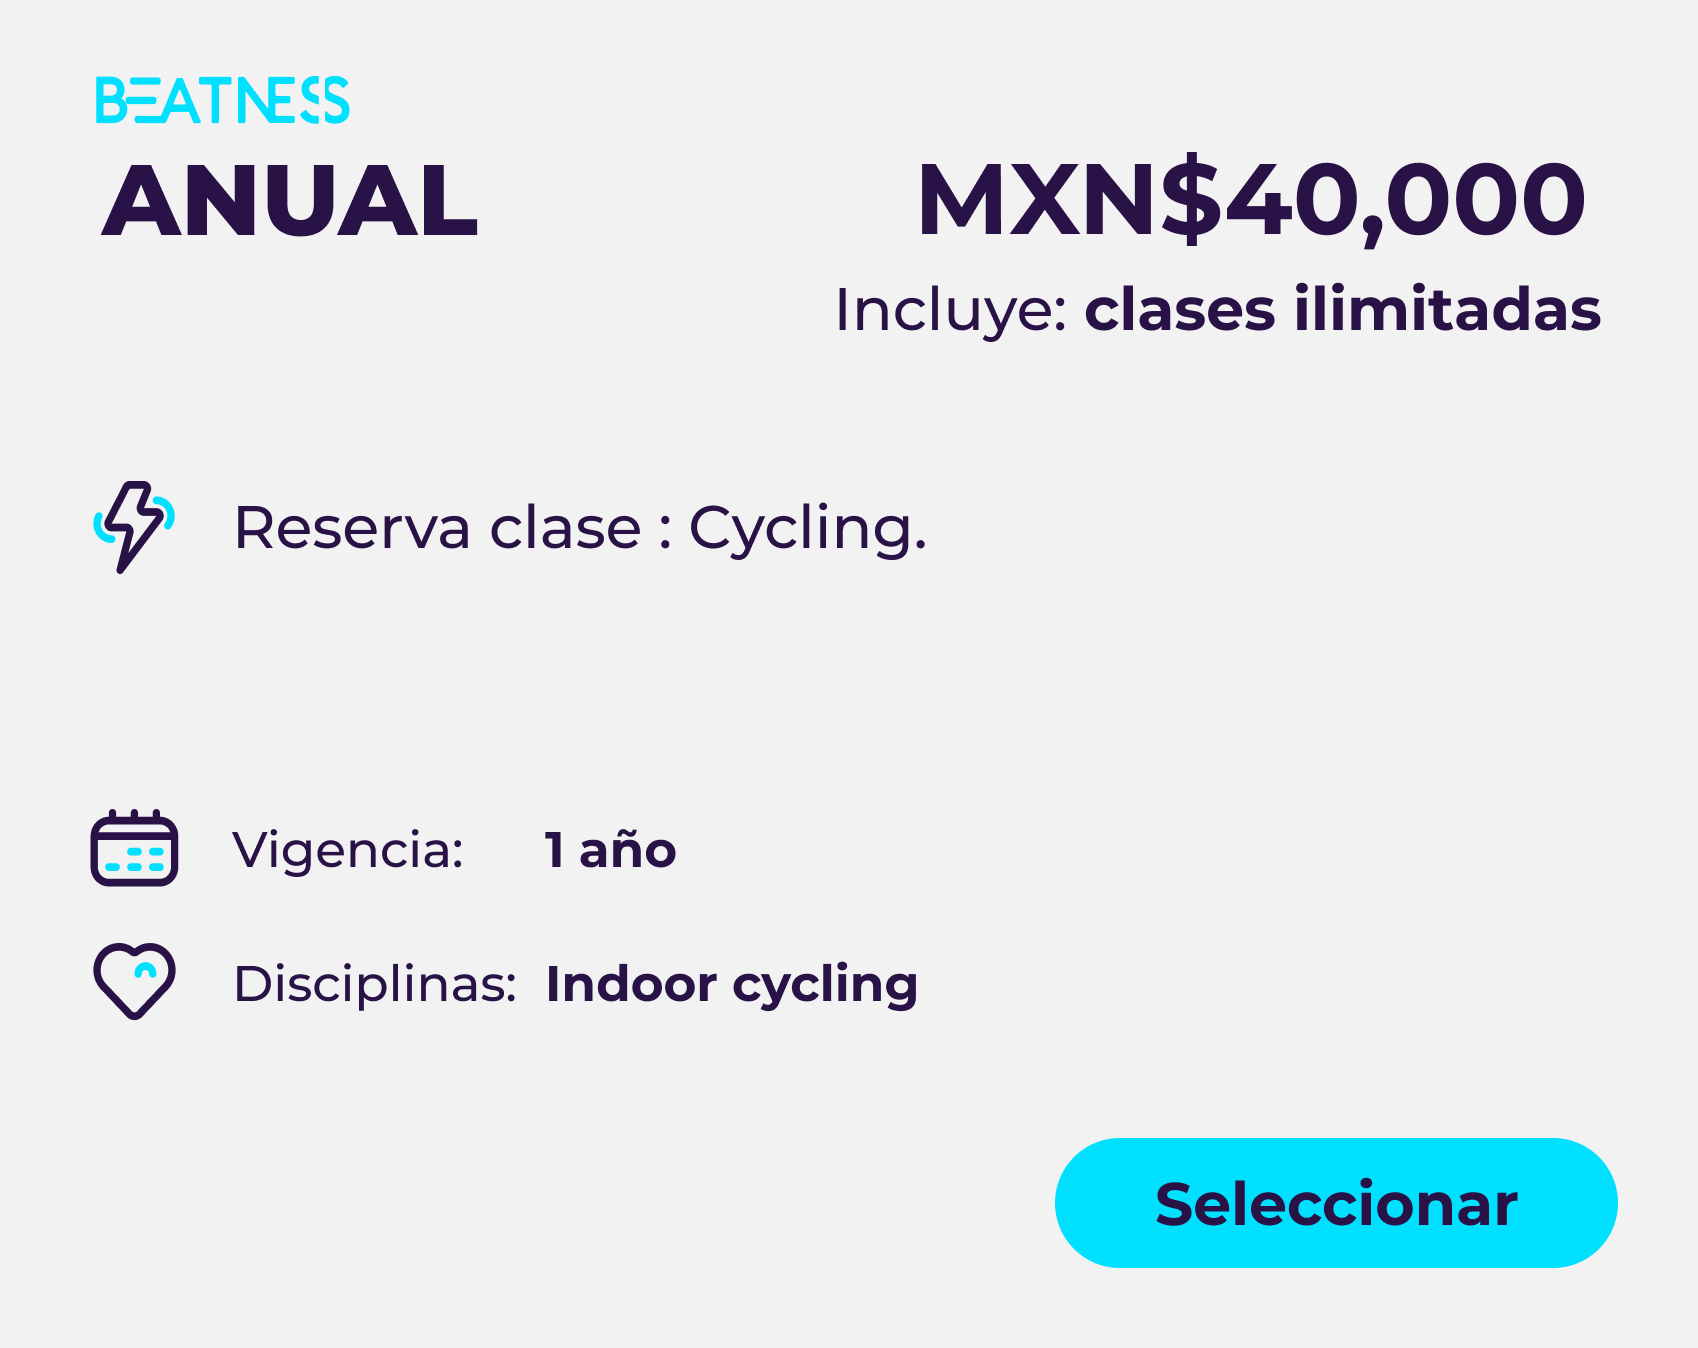 BEATNESS
ANUAL
MXN$40,000
Incluye: clases ilimitadas
Reserva clase : Cycling.
Vigencia: 1 año
Disciplinas: Indoor cycling
Seleccionar